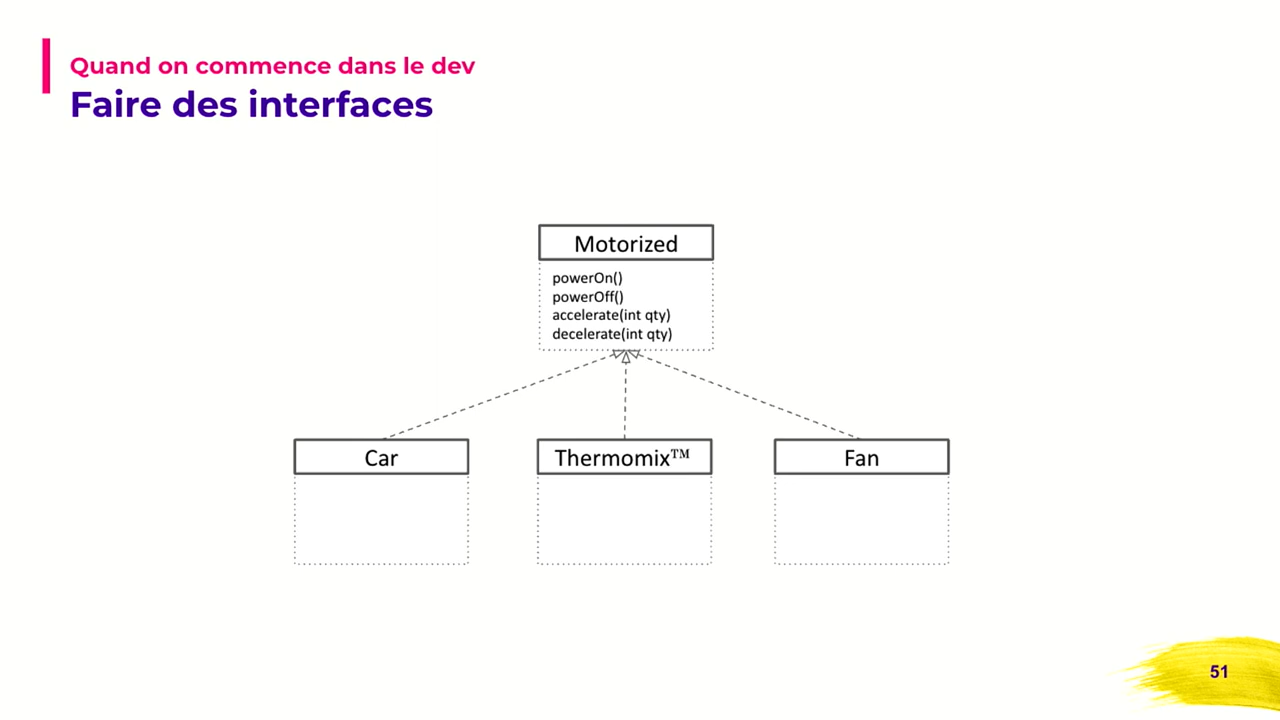 Quand on commence dans le dev
Faire des interfaces
Motorized
powerOn()
powerOff()
accelerate(int qty)
decelerate(int qty)
Car
Thermomix™
Fan
51